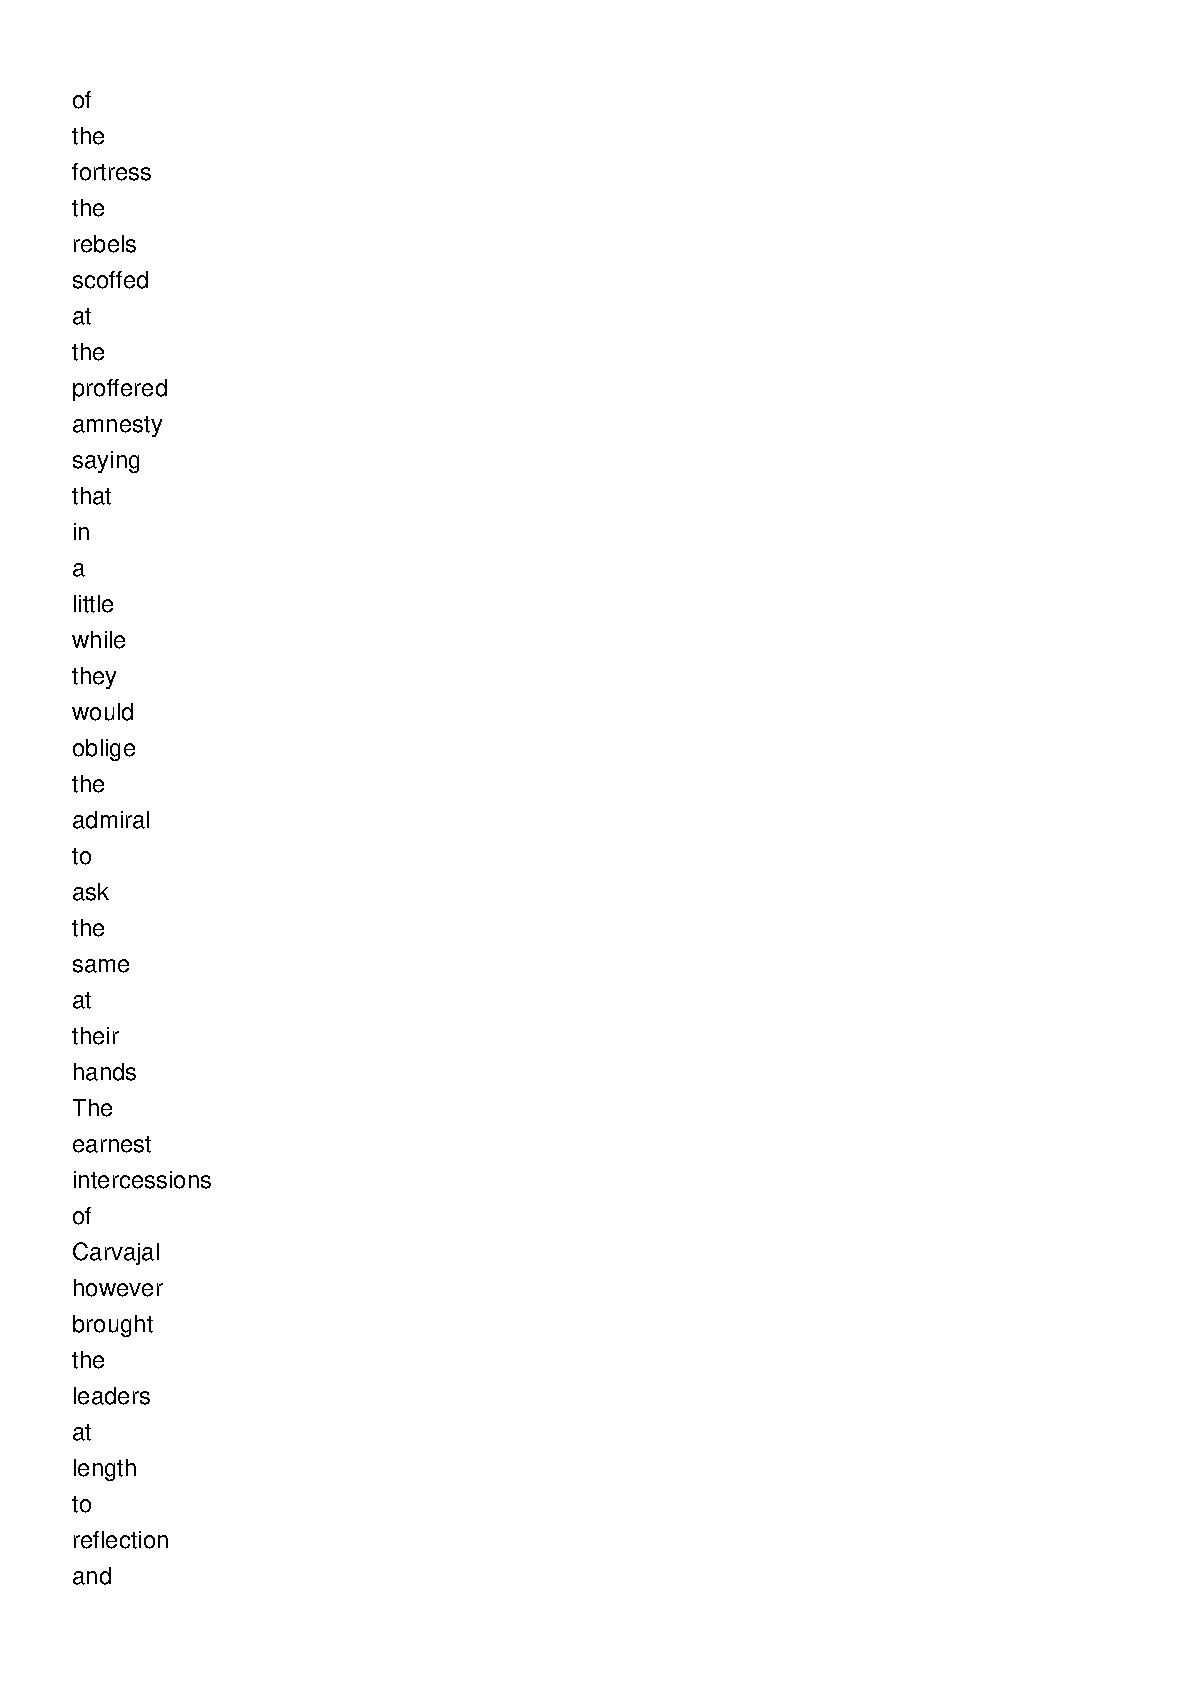 of
the
fortress
the
rebels
scoffed
at
the
proffered
amnesty
saying
that
in
a
little
while
they
would
oblige
the
admiral
to
ask
the
same
at
their
hands
The
earnest
intercessions
of
Carvajal
however
brought
the
leaders
at
length
to
reflection
and